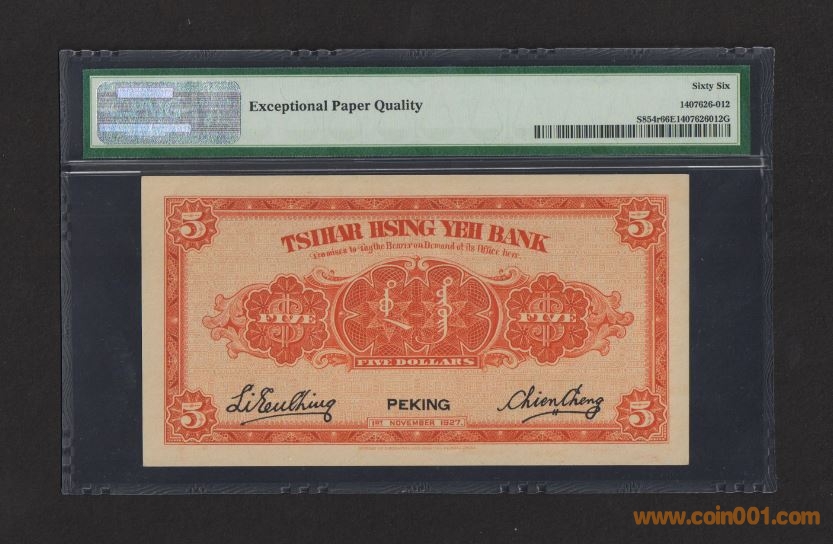 Exceptional Paper Quality
Sixty Six
1407626-012
S854r66E1407626012G
5 5
TSIHAR HSING YEH BANK
Promises to Pay the Bearer on Demand at its Office here.
FIVE FIVE
FIVE DOLLARS
PEKING
Chien Cheng
1ST NOVEMBER 1927.
5 5
www.coin001.com